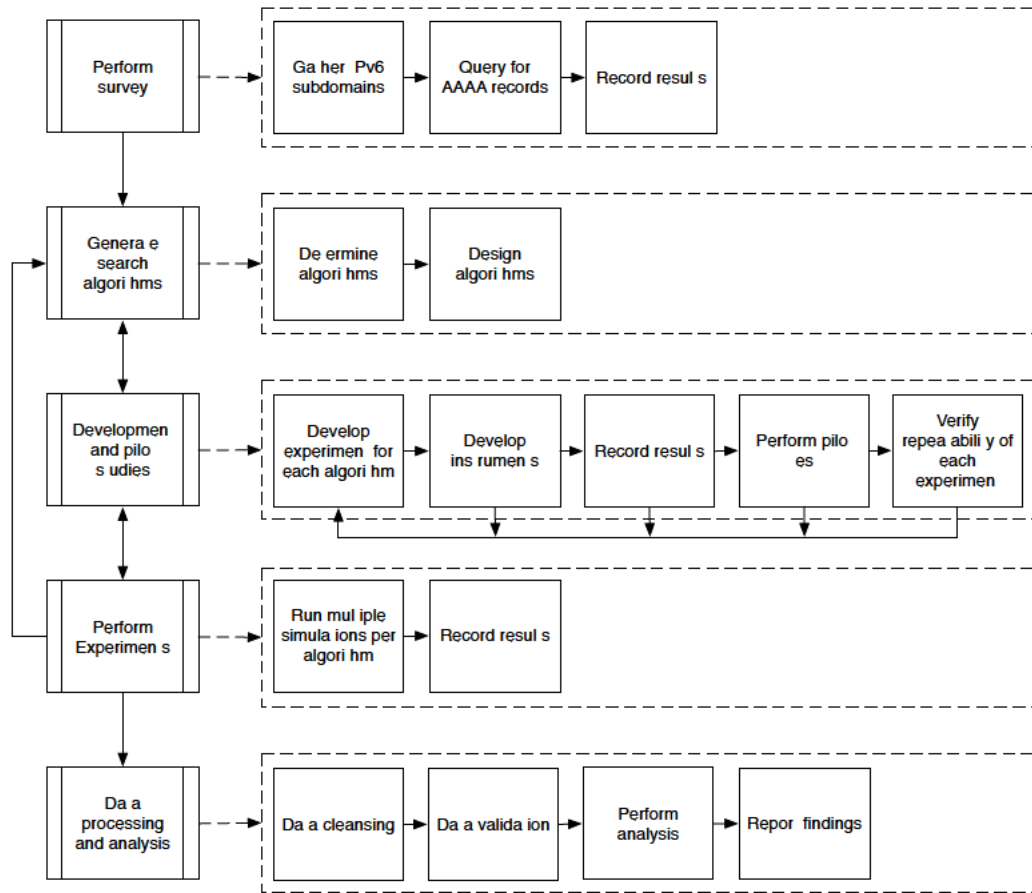 Perform
survey
Ga her Pv6
subdomains
Query for
AAAA records
Record resul s
Genera e
search
algori hms
De ermine
algori hms
Design
algori hms
Developmen
and pilo
s udies
Develop
experimen for
each algori hm
Develop
ins rumen s
Record resul s
Perform pilo
es
Verify
repea abili y of
each
experimen
Perform
Experimen s
Run mul iple
simula ions per
algori hm
Record resul s
Da a
processing
and analysis
Da a cleansing
Da a valida ion
Perform
analysis
Repor findings